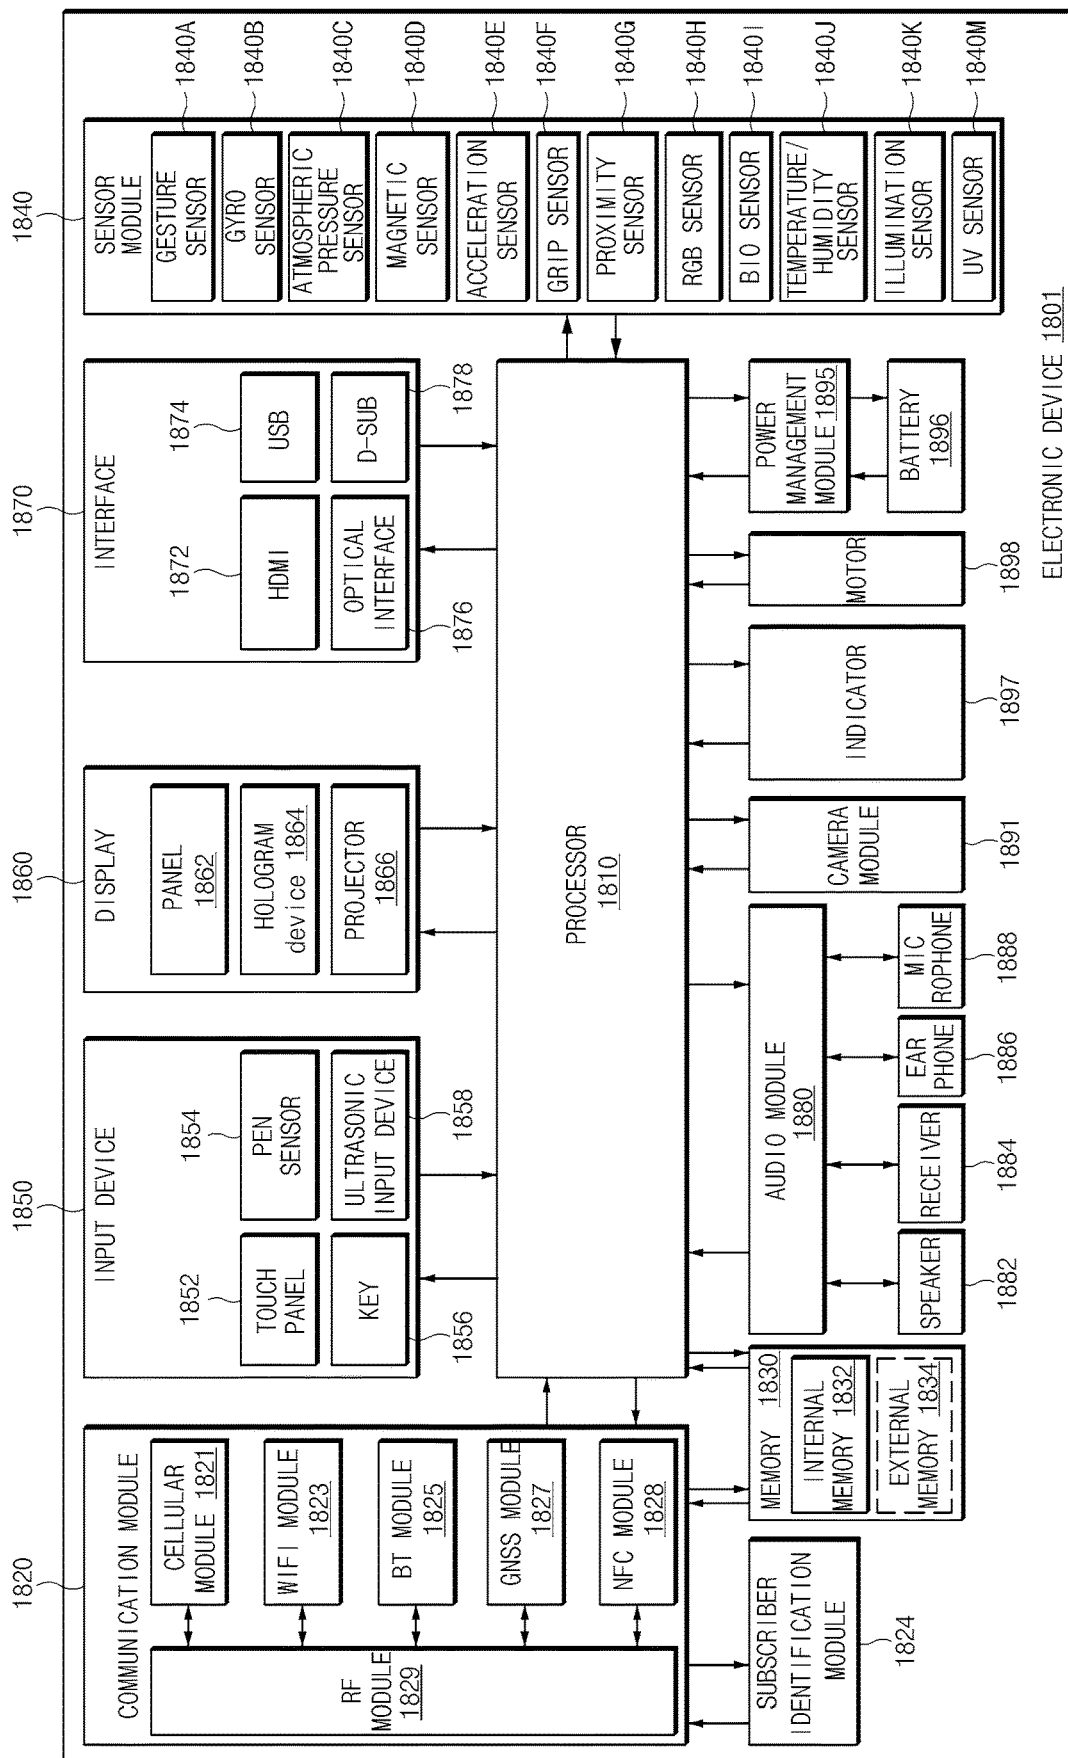 1820
COMMUNICATION MODULE
CELLULAR
MODULE 1821
WIFI MODULE
1823
BT MODULE
1825
GNSS MODULE
1827
NFC MODULE
1828
RF
MODULE
1829
SUBSCRIBER
IDENTIFICATION
MODULE
1824
1850
INPUT DEVICE
1852
TOUCH
PANEL
1854
PEN
SENSOR
KEY
1856
ULTRASONIC
INPUT DEVICE
1858
1860
DISPLAY
PANEL
1862
HOLOGRAM
device 1864
PROJECTOR
1866
1870
INTERFACE
1872
HDMI
1874
USB
OPTICAL
INTERFACE
1876
D-SUB
1878
1840
SENSOR
MODULE
GESTURE
SENSOR
1840A
GYRO
SENSOR
1840B
ATMOSPHERIC
PRESSURE
SENSOR
1840C
MAGNETIC
SENSOR
1840D
ACCELERATION
SENSOR
1840E
GRIP SENSOR
1840F
PROXIMITY
SENSOR
1840G
RGB SENSOR
1840H
BIO SENSOR
1840I
TEMPERATURE/
HUMIDITY
SENSOR
1840J
ILLUMINATION
SENSOR
1840K
UV SENSOR
1840M
PROCESSOR
1810
MEMORY 1830
INTERNAL
MEMORY 1832
EXTERNAL
MEMORY 1834
AUDIO MODULE
1880
SPEAKER
1882
RECEIVER
1884
EAR
PHONE
1886
MIC
ROPHONE
1888
CAMERA
MODULE
1891
INDICATOR
1897
MOTOR
1898
POWER
MANAGEMENT
MODULE 1895
BATTERY
1896
ELECTRONIC DEVICE 1801